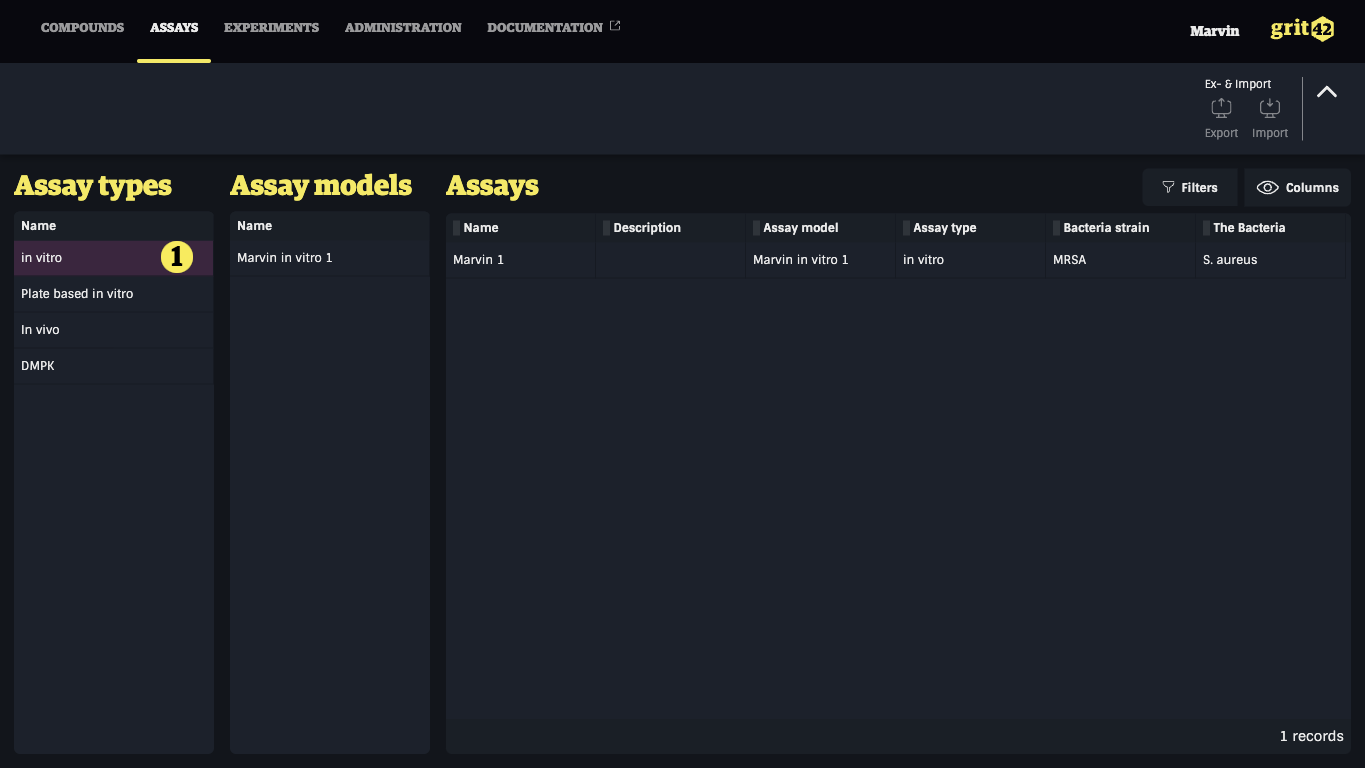 COMPOUNDS ASSAYS EXPERIMENTS ADMINISTRATION DOCUMENTATION Marvin grit42
Ex- & Import
Export Import
Assay types
Name
in vitro 1
Plate based in vitro
In vivo
DMPK
Assay models
Name
Marvin in vitro 1
Assays
Filters Columns
Name Description Assay model Assay type Bacteria strain The Bacteria
Marvin 1 Marvin in vitro 1 in vitro MRSA S. aureus
1 records